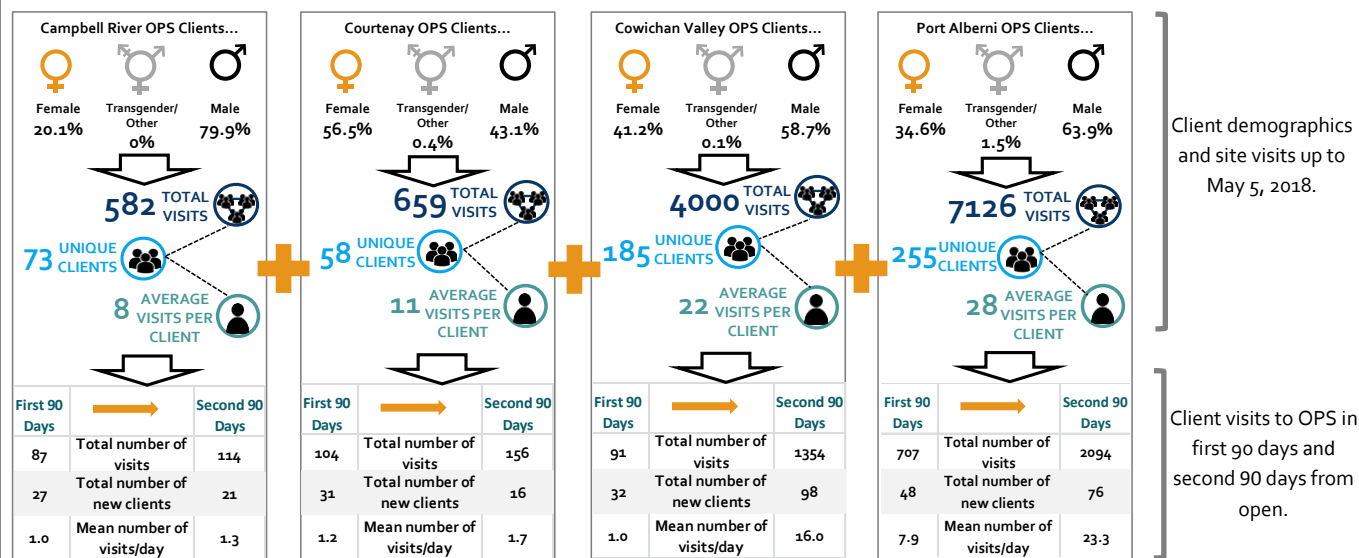 Campbell River OPS Clients...
Female
20.1%
Transgender/
Other
0%
Male
79.9%
582 TOTAL
VISITS
73 UNIQUE
CLIENTS
8 AVERAGE
VISITS PER
CLIENT
First 90
Days
Second 90
Days
87
Total number of
visits
114
27
Total number of
new clients
21
1.0
Mean number of
visits/day
1.3
Courtenay OPS Clients...
Female
56.5%
Transgender/
Other
0.4%
Male
43.1%
659 TOTAL
VISITS
58 UNIQUE
CLIENTS
11 AVERAGE
VISITS PER
CLIENT
First 90
Days
Second 90
Days
104
Total number of
visits
156
31
Total number of
new clients
16
1.2
Mean number of
visits/day
1.7
Cowichan Valley OPS Clients...
Female
41.2%
Transgender/
Other
0.1%
Male
58.7%
4000 TOTAL
VISITS
185 UNIQUE
CLIENTS
22 AVERAGE
VISITS PER
CLIENT
First 90
Days
Second 90
Days
91
Total number of
visits
1354
32
Total number of
new clients
98
1.0
Mean number of
visits/day
16.0
Port Alberni OPS Clients...
Female
34.6%
Transgender/
Other
1.5%
Male
63.9%
7126 TOTAL
VISITS
255 UNIQUE
CLIENTS
28 AVERAGE
VISITS PER
CLIENT
First 90
Days
Second 90
Days
707
Total number of
visits
2094
48
Total number of
new clients
76
7.9
Mean number of
visits/day
23.3
Client demographics
and site visits up to
May 5, 2018.
Client visits to OPS in
first 90 days and
second 90 days from
open.